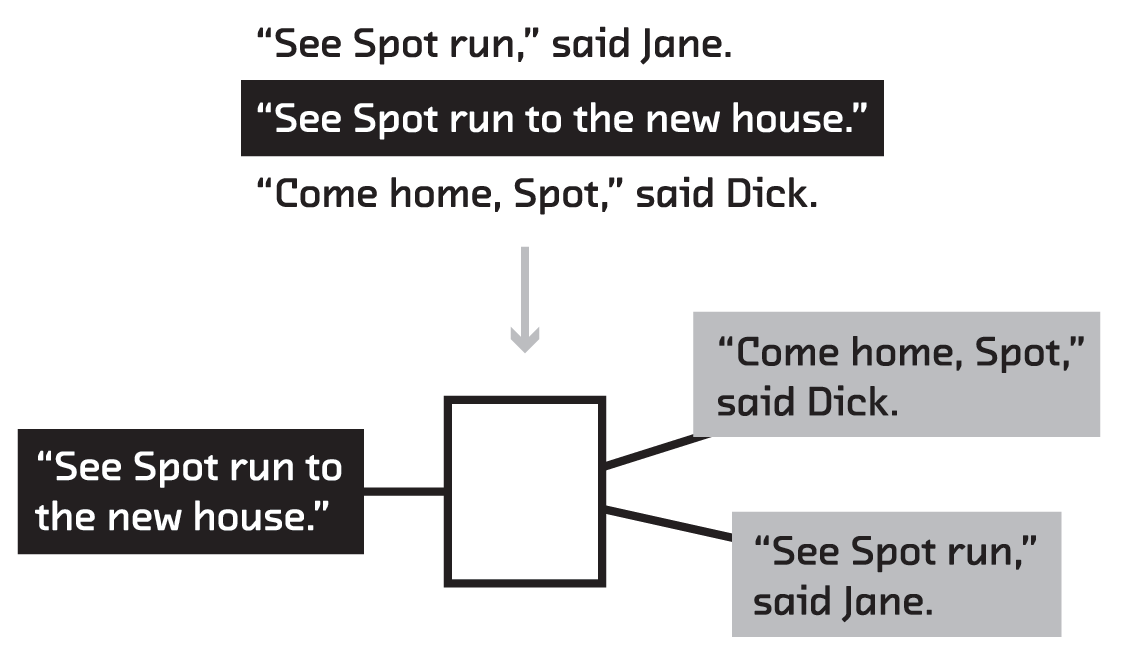 “See Spot run,” said Jane.
“See Spot run to the new house.”
“Come home, Spot,” said Dick.
“Come home, Spot,”
said Dick.
“See Spot run to
the new house.”
“See Spot run,”
said Jane.